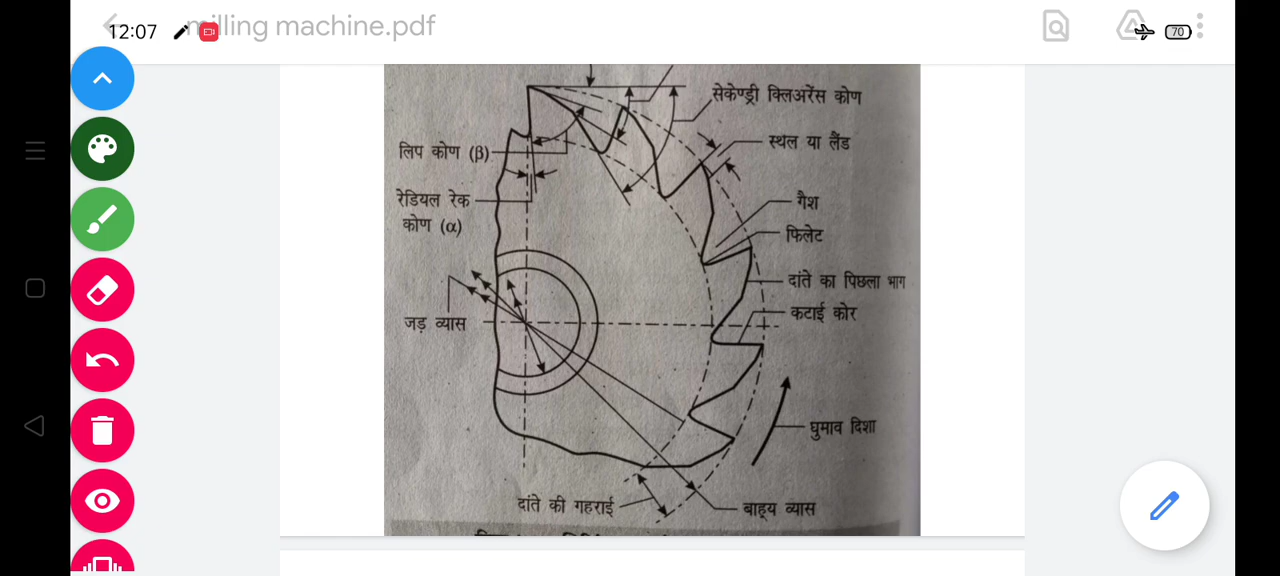 12:07
milling machine.pdf
70
सेकेण्ड्री क्लिअरेंस कोण
स्थल या लैंड
लिप कोण (β)
रेडियल रेक
कोण (α)
गैश
फिलेट
दांते का पिछला भाग
कटाई कोर
जड़ व्यास
घुमाव दिशा
दांते की गहराई
बाह्य व्यास